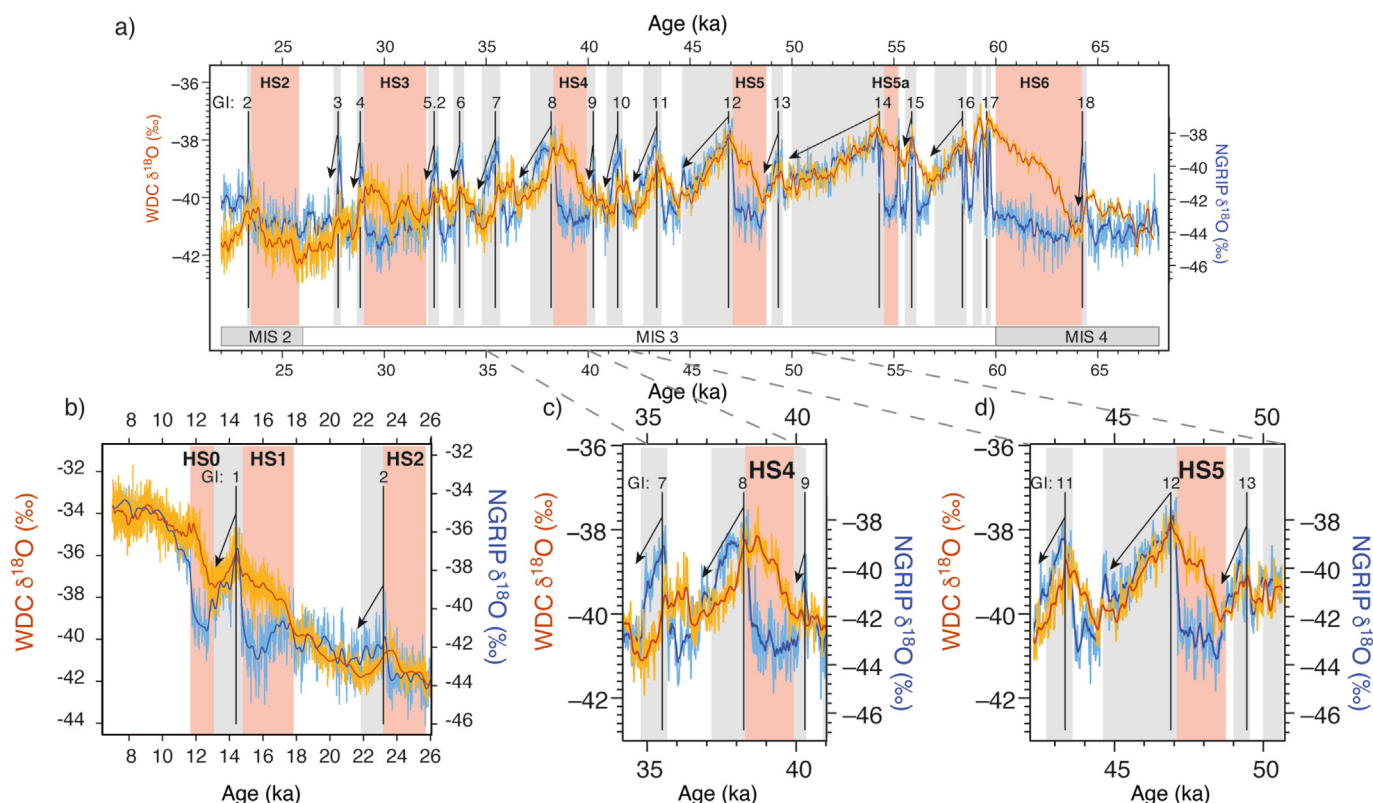 a)
Age (ka)
25 30 35 40 45 50 55 60 65
HS2 HS3 HS4 HS5 HS5a HS6
GI: 2 3 4 5.2 6 7 8 9 10 11 12 13 14 15 16 17 18
WDC δ18O (‰)
−36
−38
−40
−42
NGRIP δ18O (‰)
−38
−40
−42
−44
−46
MIS 2 MIS 3 MIS 4
25 30 35 40 45 50 55 60 65
Age (ka)
b)
6 8 10 12 14 16 18 20 22 24 26
HS0 HS1 HS2
GI: 1 2
WDC δ18O (‰)
-32
-34
-36
-38
-40
-42
-44
NGRIP δ18O (‰)
-32
-34
-36
-38
-40
-42
-44
-46
6 8 10 12 14 16 18 20 22 24 26
Age (ka)
c)
35 40
HS4
GI: 7 8 9
WDC δ18O (‰)
−36
−38
−40
−42
NGRIP δ18O (‰)
−38
−40
−42
−44
−46
35 40
Age (ka)
d)
45 50
HS5
GI: 11 12 13
WDC δ18O (‰)
−36
−38
−40
−42
NGRIP δ18O (‰)
−38
−40
−42
−44
−46
45 50
Age (ka)